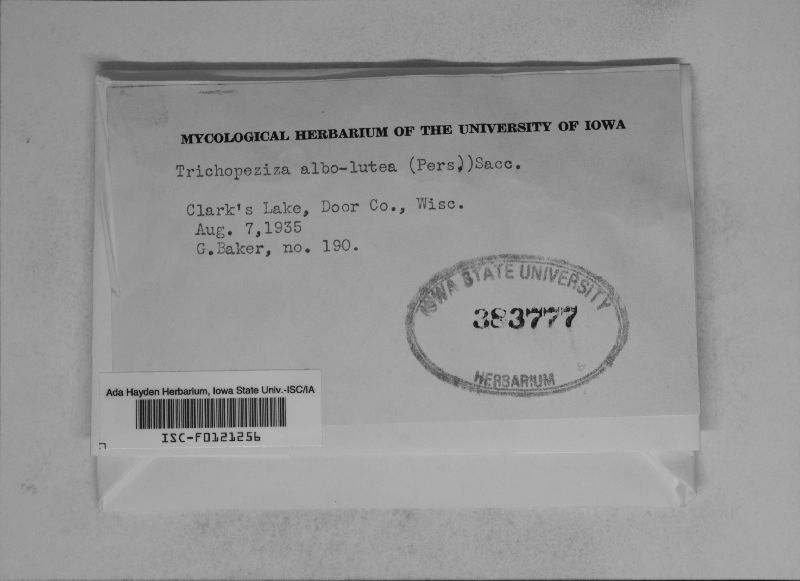 MYCOLOGICAL HERBARIUM OF THE UNIVERSITY OF IOWA
Trichopeziza albo-lutea (Pers.))Sacc.
Clark's Lake, Door Co., Wisc.
Aug. 7,1935
G.Baker, no. 190.
IOWA STATE UNIVERSITY
383777
HERBARIUM
Ada Hayden Herbarium, Iowa State Univ.-ISC/IA
ISC-F0121256